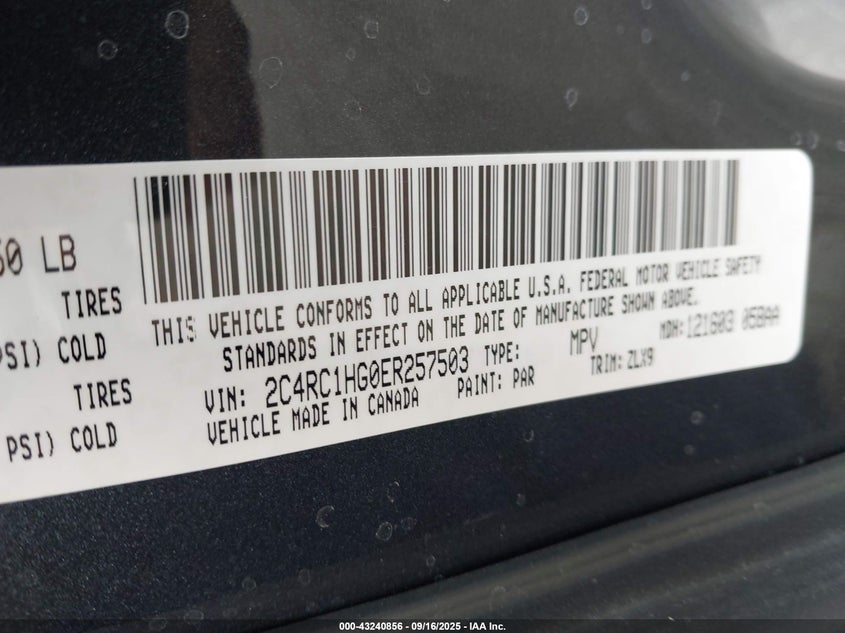 60 LB
TIRES
PSI) COLD
TIRES
PSI) COLD
THIS VEHICLE CONFORMS TO ALL APPLICABLE U.S.A. FEDERAL MOTOR VEHICLE SAFETY
STANDARDS IN EFFECT ON THE DATE OF MANUFACTURE SHOWN ABOVE.
VIN: 2C4RC1HG0ER257503 TYPE: MPV MDH:121603 05BAA
VEHICLE MADE IN CANADA PAINT: PAR TRIM: ZLX9
000-43240856 - 09/16/2025 - IAA Inc.